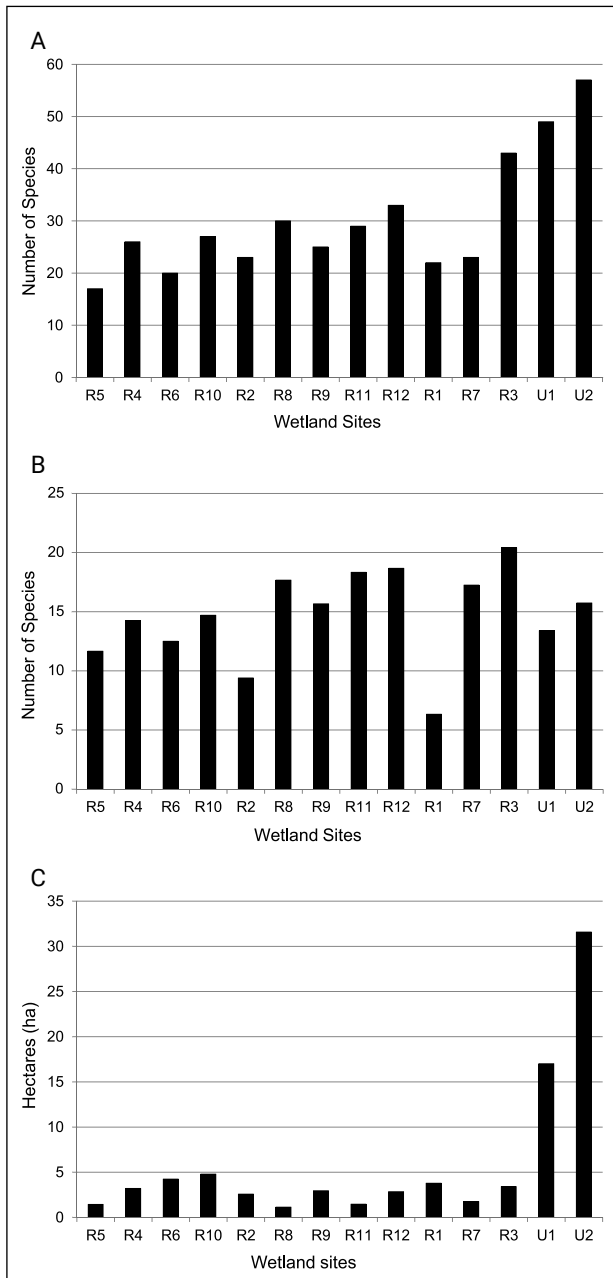 A
Number of Species
60
50
40
30
20
10
0
R5 R4 R6 R10 R2 R8 R9 R11 R12 R1 R7 R3 U1 U2
Wetland Sites
B
Number of Species
25
20
15
10
5
0
R5 R4 R6 R10 R2 R8 R9 R11 R12 R1 R7 R3 U1 U2
Wetland Sites
C
Hectares (ha)
35
30
25
20
15
10
5
0
R5 R4 R6 R10 R2 R8 R9 R11 R12 R1 R7 R3 U1 U2
Wetland sites